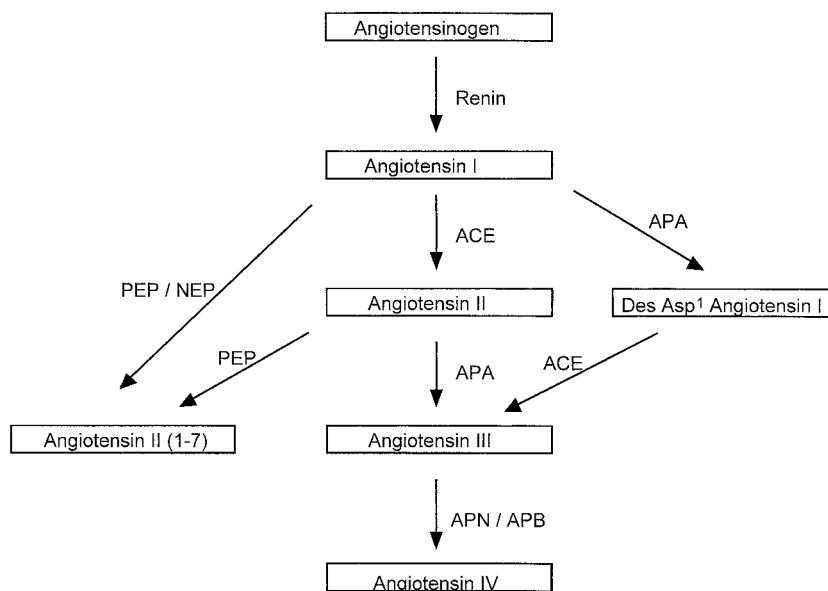 Angiotensinogen
Renin
Angiotensin I
APA
ACE
PEP / NEP
Angiotensin II
Des Asp¹ Angiotensin I
PEP
APA
ACE
Angiotensin II (1-7)
Angiotensin III
APN / APB
Angiotensin IV